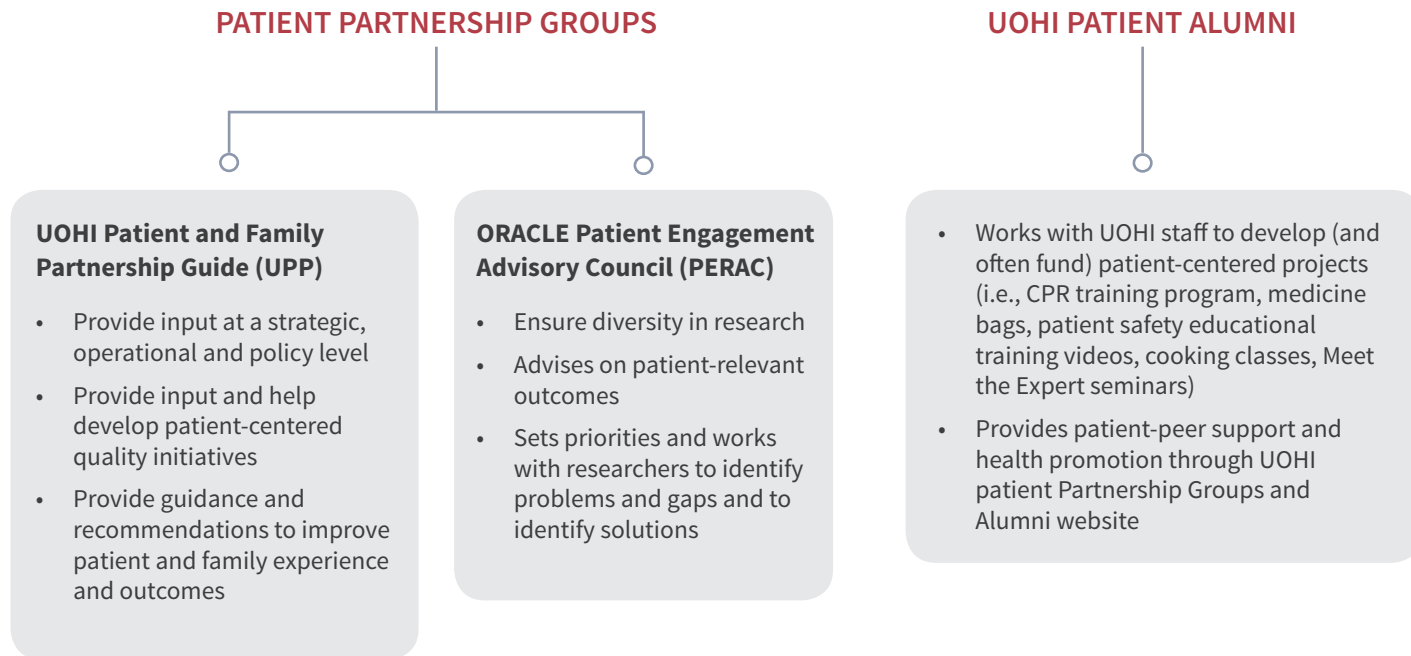 PATIENT PARTNERSHIP GROUPS
UOHI Patient and Family
Partnership Guide (UPP)
• Provide input at a strategic,
operational and policy level
• Provide input and help
develop patient-centered
quality initiatives
• Provide guidance and
recommendations to improve
patient and family experience
and outcomes
ORACLE Patient Engagement
Advisory Council (PERAC)
• Ensure diversity in research
• Advises on patient-relevant
outcomes
• Sets priorities and works
with researchers to identify
problems and gaps and to
identify solutions
UOHI PATIENT ALUMNI
• Works with UOHI staff to develop (and
often fund) patient-centered projects
(i.e., CPR training program, medicine
bags, patient safety educational
training videos, cooking classes, Meet
the Expert seminars)
• Provides patient-peer support and
health promotion through UOHI
patient Partnership Groups and
Alumni website